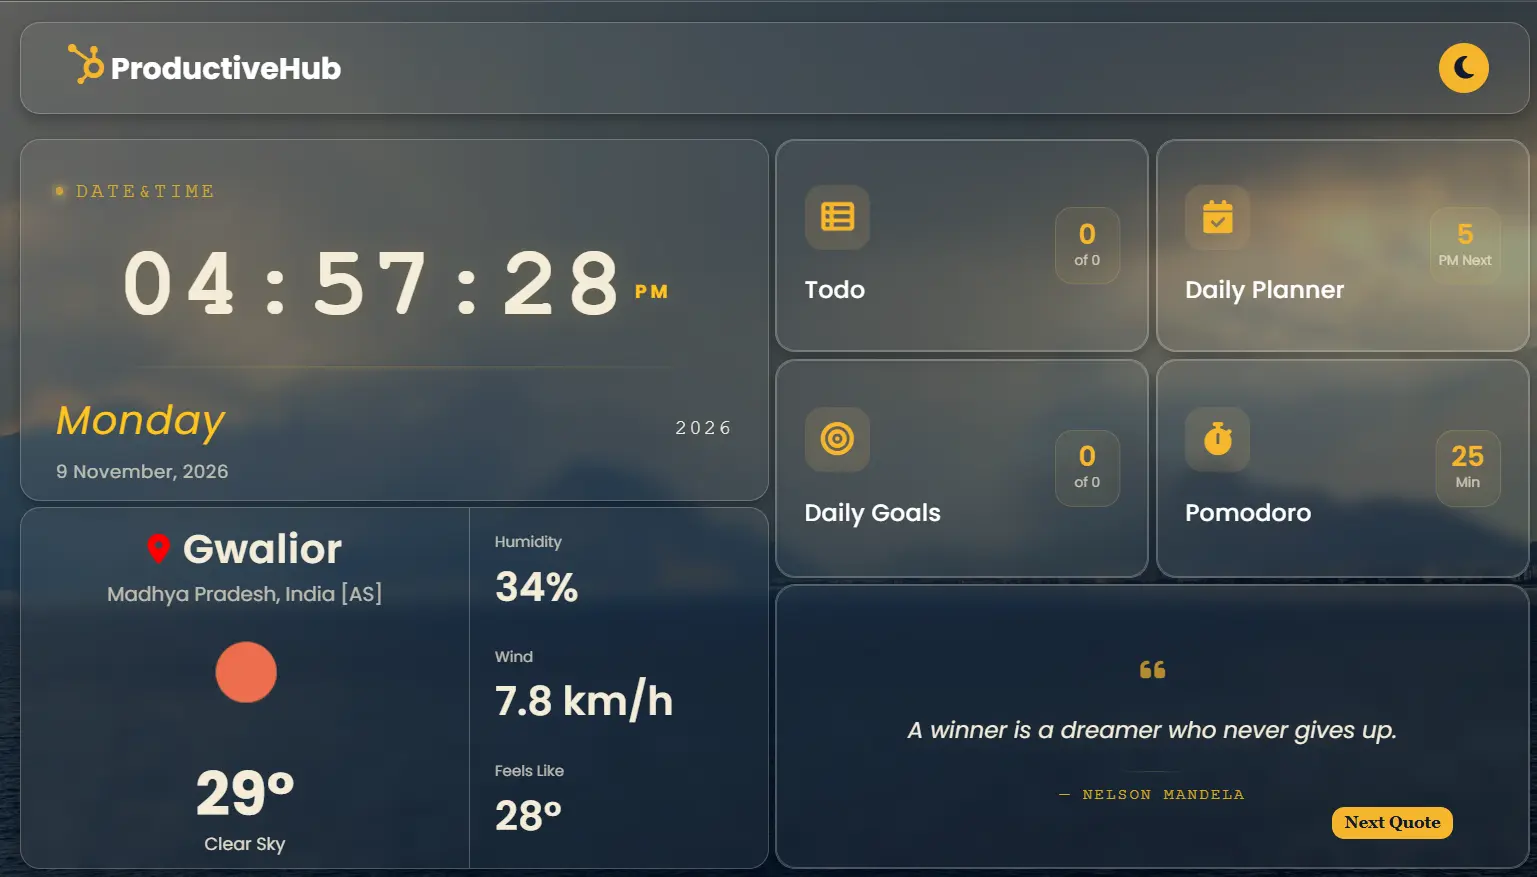 ProductiveHub
DATE&TIME
04:57:28 PM
Monday
2026
9 November, 2026
Gwalior
Madhya Pradesh, India [AS]
29°
Clear Sky
Humidity
34%
Wind
7.8 km/h
Feels Like
28°
Todo
0
of 0
Daily Planner
5
PM Next
Daily Goals
0
of 0
Pomodoro
25
Min
❝
A winner is a dreamer who never gives up.
— NELSON MANDELA
Next Quote